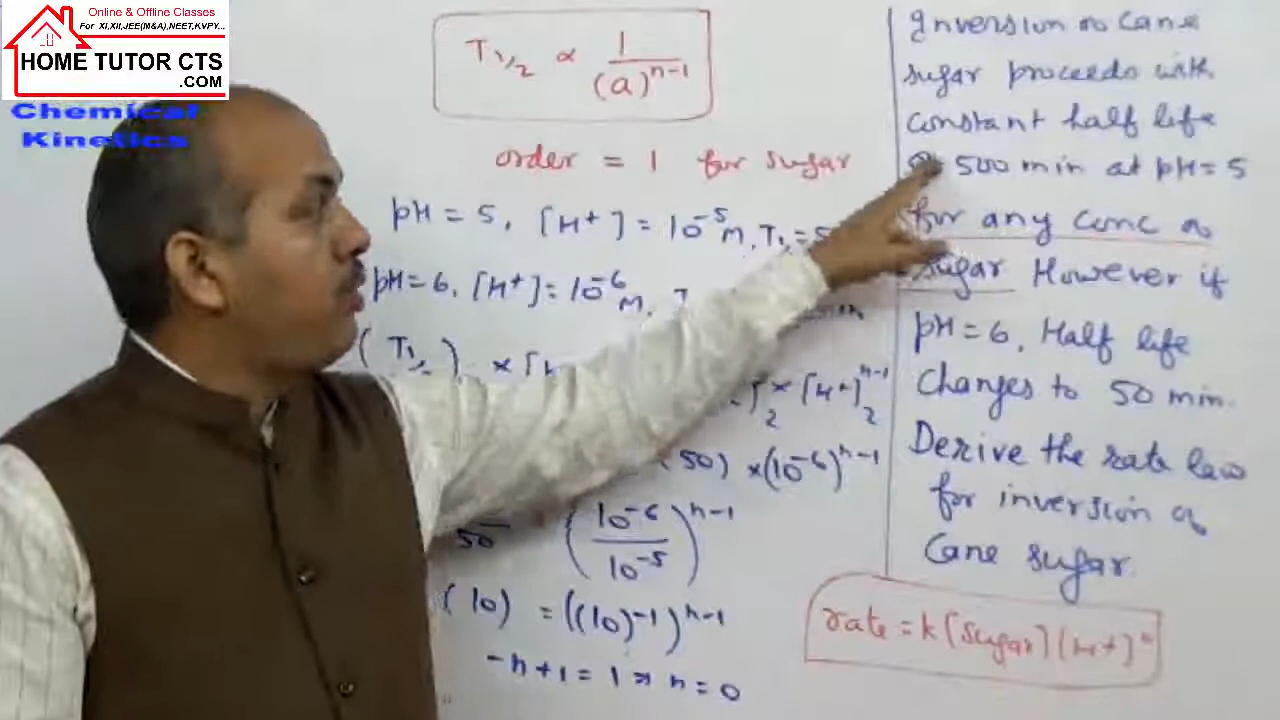 Online & Offline Classes
For XI,XII,JEE(M&A),NEET,KVPY...
HOME TUTOR CTS
.COM
Chemical
Kinetics
T1/2 ∝ 1/(a)^n-1
order = 1 for sugar
pH = 5, [H+] = 10^-5 M, T1/2 = 5
pH = 6, [H+] = 10^-6 M,
(T1/2) × [H
]2 × [H+]2^n-1
(50) × (10^-6)^n-1
50 (10^-6/10^-5)^n-1
(10) = ((10)^-1)^n-1
-n+1 = 1 ⇒ n = 0
Inversion of Cane
sugar proceeds with
constant half life
500 min at pH = 5
for any conc of
sugar However if
pH = 6, Half life
changes to 50 min.
Derive the rate law
for inversion of
Cane sugar.
rate = k[sugar][H+]^n